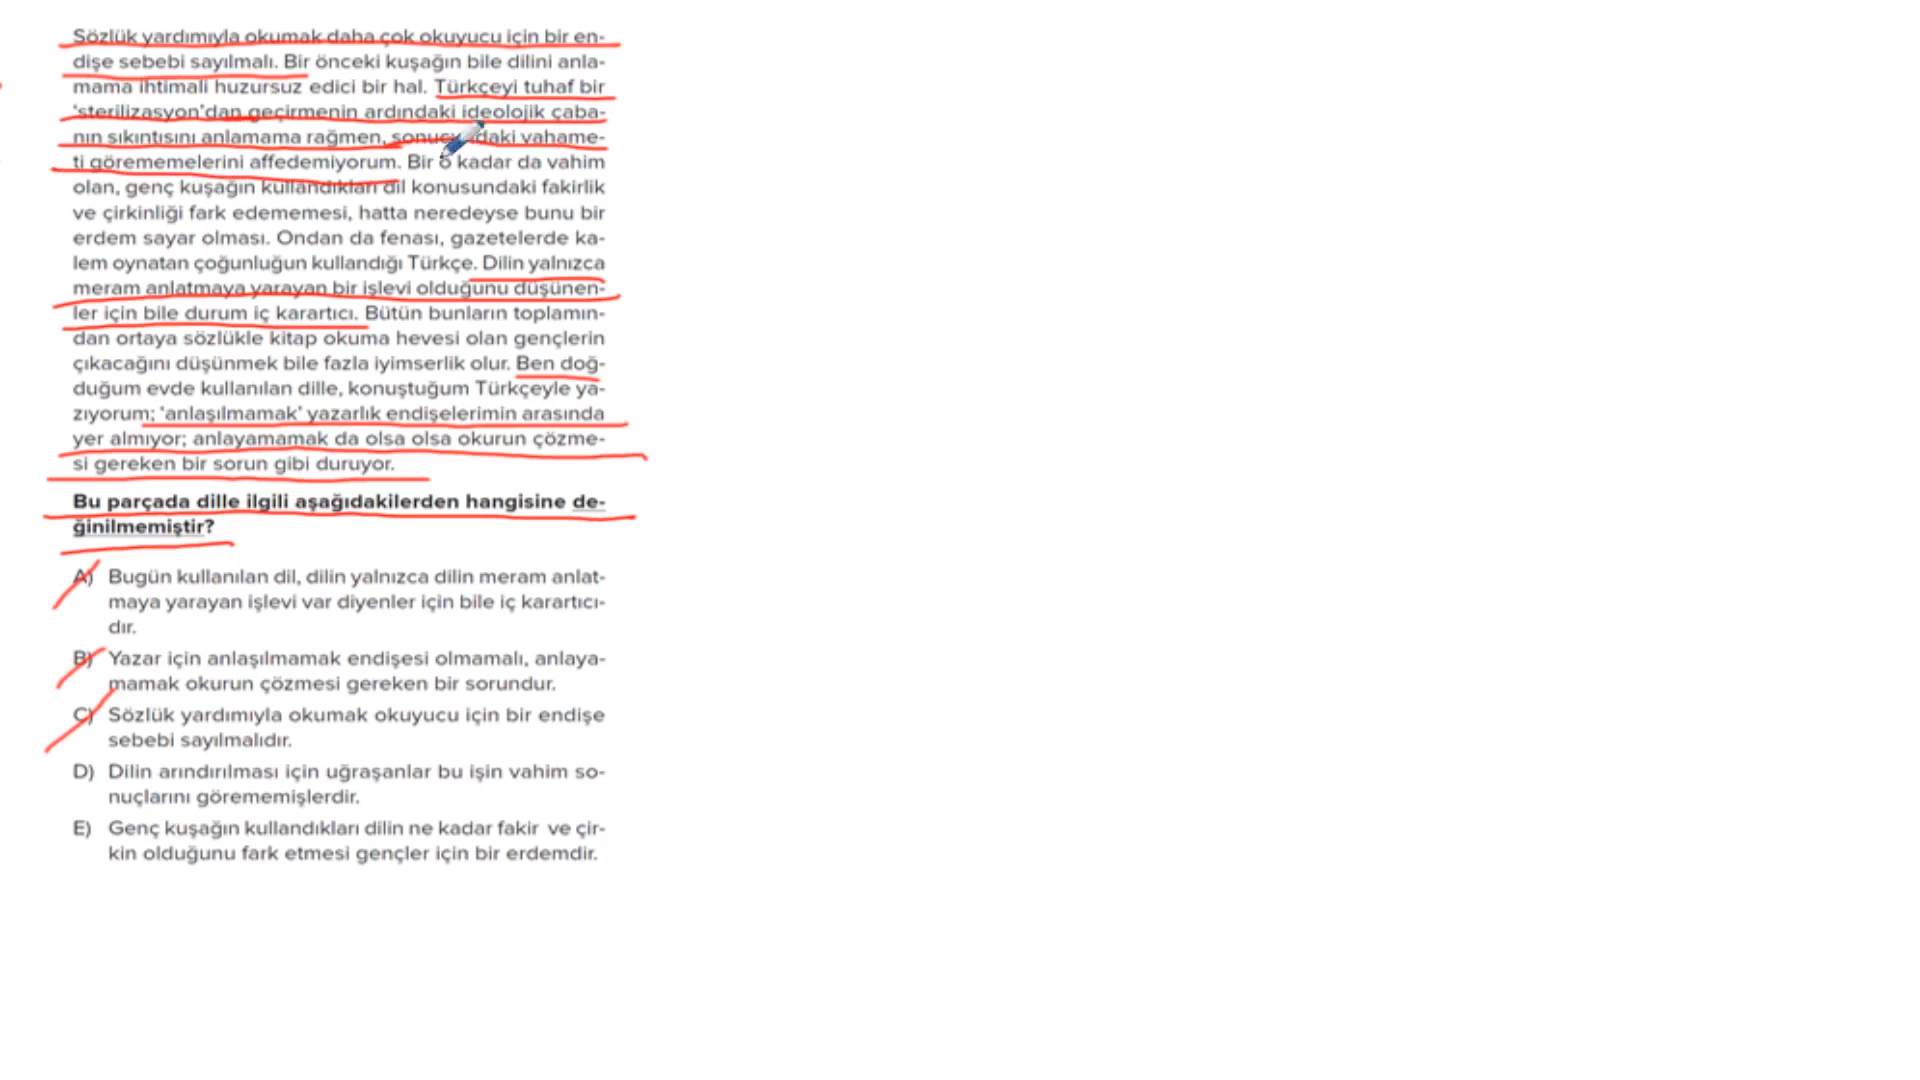 Sözlük yardımıyla okumak daha çok okuyucu için bir en-
dişe sebebi sayılmalı. Bir önceki kuşağın bile dilini anla-
mama ihtimali huzursuz edici bir hal. Türkçeyi tuhaf bir
‘sterilizasyon’dan geçirmenin ardındaki ideolojik çaba-
nın sıkıntısını anlamama rağmen, vahame-
ti görememelerini affedemiyorum. Bir o kadar da vahim
olan, genç kuşağın kullandıkları dil konusundaki fakirlik
ve çirkinliği fark edememesi, hatta neredeyse bunu bir
erdem sayar olması. Ondan da fenası, gazetelerde ka-
lem oynatan çoğunluğun kullandığı Türkçe. Dilin yalnızca
meram anlatmaya yarayan bir işlevi olduğunu düşünen-
ler için bile durum iç karartıcı. Bütün bunların toplamın-
dan ortaya sözlükle kitap okuma hevesi olan gençlerin
çıkacağını düşünmek bile fazla iyimserlik olur. Ben doğ-
duğum evde kullanılan dille, konuştuğum Türkçeyle ya-
zıyorum; ‘anlaşılmamak’ yazarlık endişelerimin arasında
yer almıyor; anlayamamak da olsa olsa okurun çözme-
si gereken bir sorun gibi duruyor.
Bu parçada dille ilgili aşağıdakilerden hangisine de-
ğinilmemiştir?
A) Bugün kullanılan dil, dilin yalnızca dilin meram anlat-
maya yarayan işlevi var diyenler için bile iç karartıcı-
dır.
B) Yazar için anlaşılmamak endişesi olmamalı, anlaya-
mamak okurun çözmesi gereken bir sorundur.
C) Sözlük yardımıyla okumak okuyucu için bir endişe
sebebi sayılmalıdır.
D) Dilin arındırılması için uğraşanlar bu işin vahim so-
nuçlarını görememişlerdir.
E) Genç kuşağın kullandıkları dilin ne kadar fakir ve çir-
kin olduğunu fark etmesi gençler için bir erdemdir.